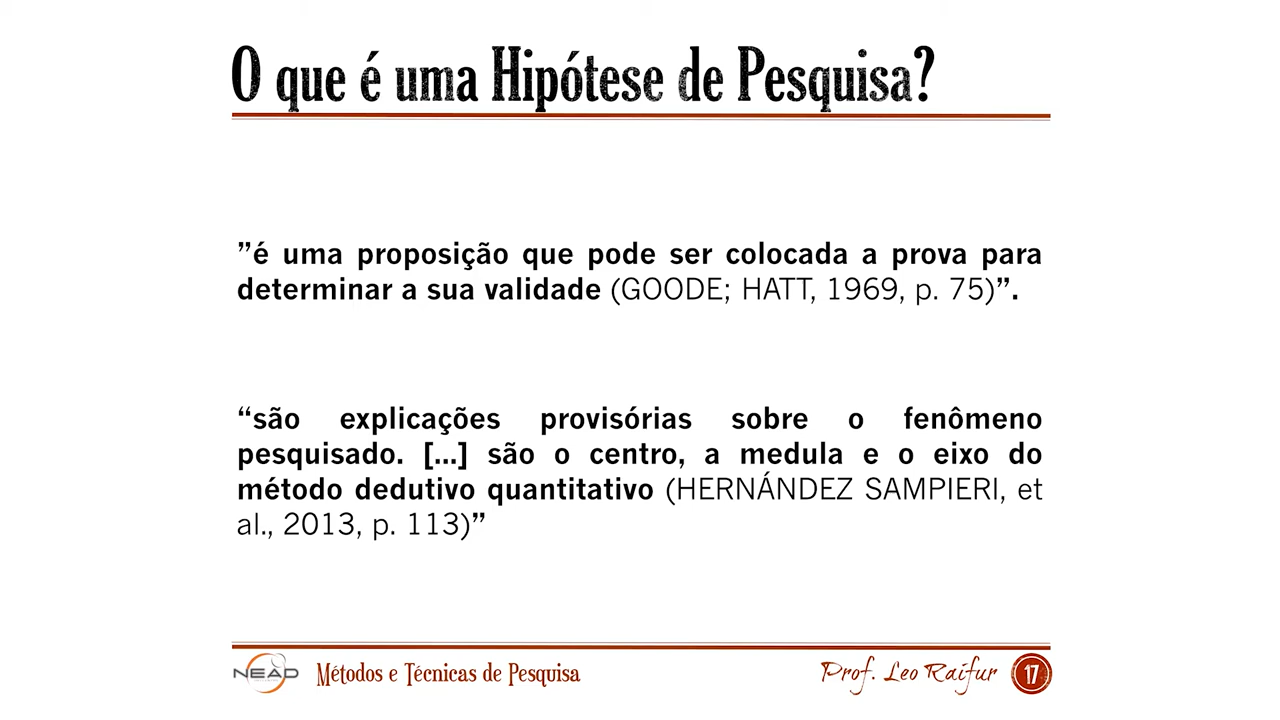 O que é uma Hipótese de Pesquisa?
”é uma proposição que pode ser colocada a prova para
determinar a sua validade (GOODE; HATT, 1969, p. 75)”.
“são explicações provisórias sobre o fenômeno
pesquisado. [...] são o centro, a medula e o eixo do
método dedutivo quantitativo (HERNÁNDEZ SAMPIERI, et
al., 2013, p. 113)”
NEAD
Métodos e Técnicas de Pesquisa
Prof. Leo Raifur
17